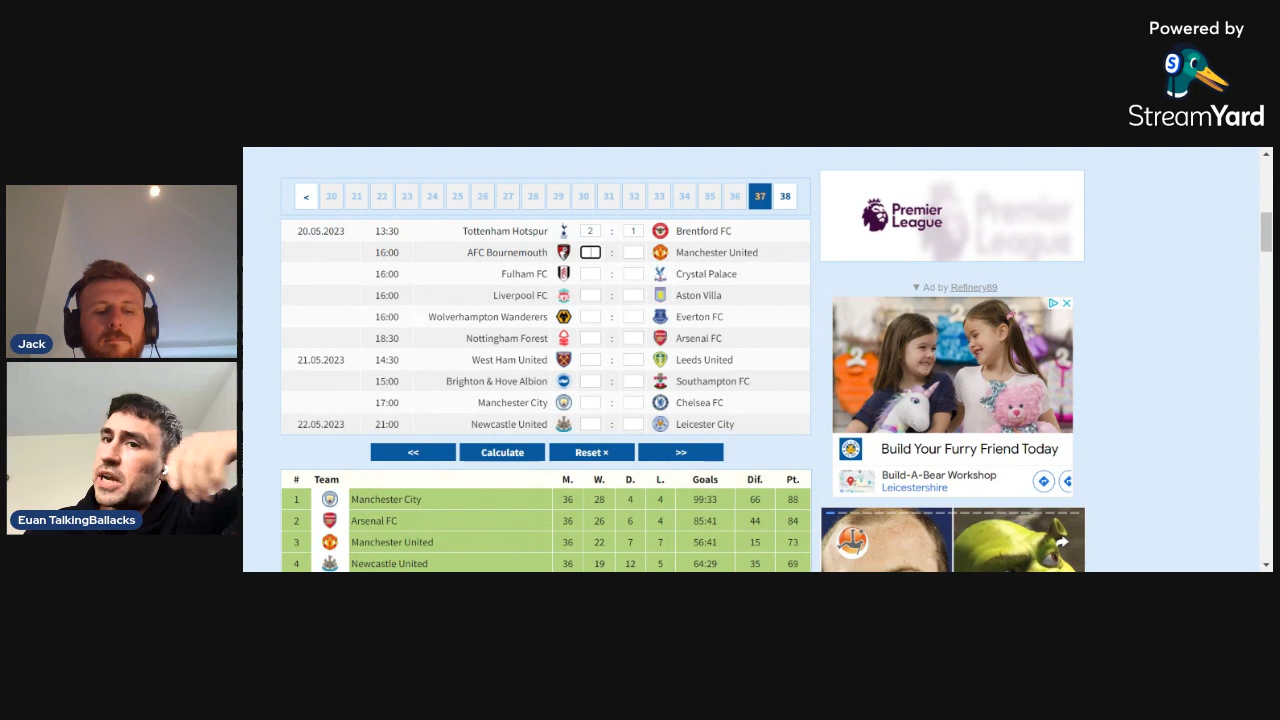 Powered by
StreamYard
< 20 21 22 23 24 25 26 27 28 29 30 31 32 33 34 35 36 37 38
20.05.2023 13:30 Tottenham Hotspur 2 : 1 Brentford FC
16:00 AFC Bournemouth : Manchester United
16:00 Fulham FC : Crystal Palace
16:00 Liverpool FC : Aston Villa
16:00 Wolverhampton Wanderers : Everton FC
18:30 Nottingham Forest : Arsenal FC
21.05.2023 14:30 West Ham United : Leeds United
15:00 Brighton & Hove Albion : Southampton FC
17:00 Manchester City : Chelsea FC
22.05.2023 21:00 Newcastle United : Leicester City
<< Calculate Reset × >>
# Team M. W. D. L. Goals Dif. Pt.
1 Manchester City 36 28 4 4 99:33 66 88
2 Arsenal FC 36 26 6 4 85:41 44 84
3 Manchester United 36 22 7 7 56:41 15 73
4 Newcastle United 36 19 12 5 64:29 35 69
Premier
League
Premier
League
▼ Ad by Refinery89
Build Your Furry Friend Today
Build-A-Bear Workshop
Leicestershire
Jack
Euan TalkingBallacks